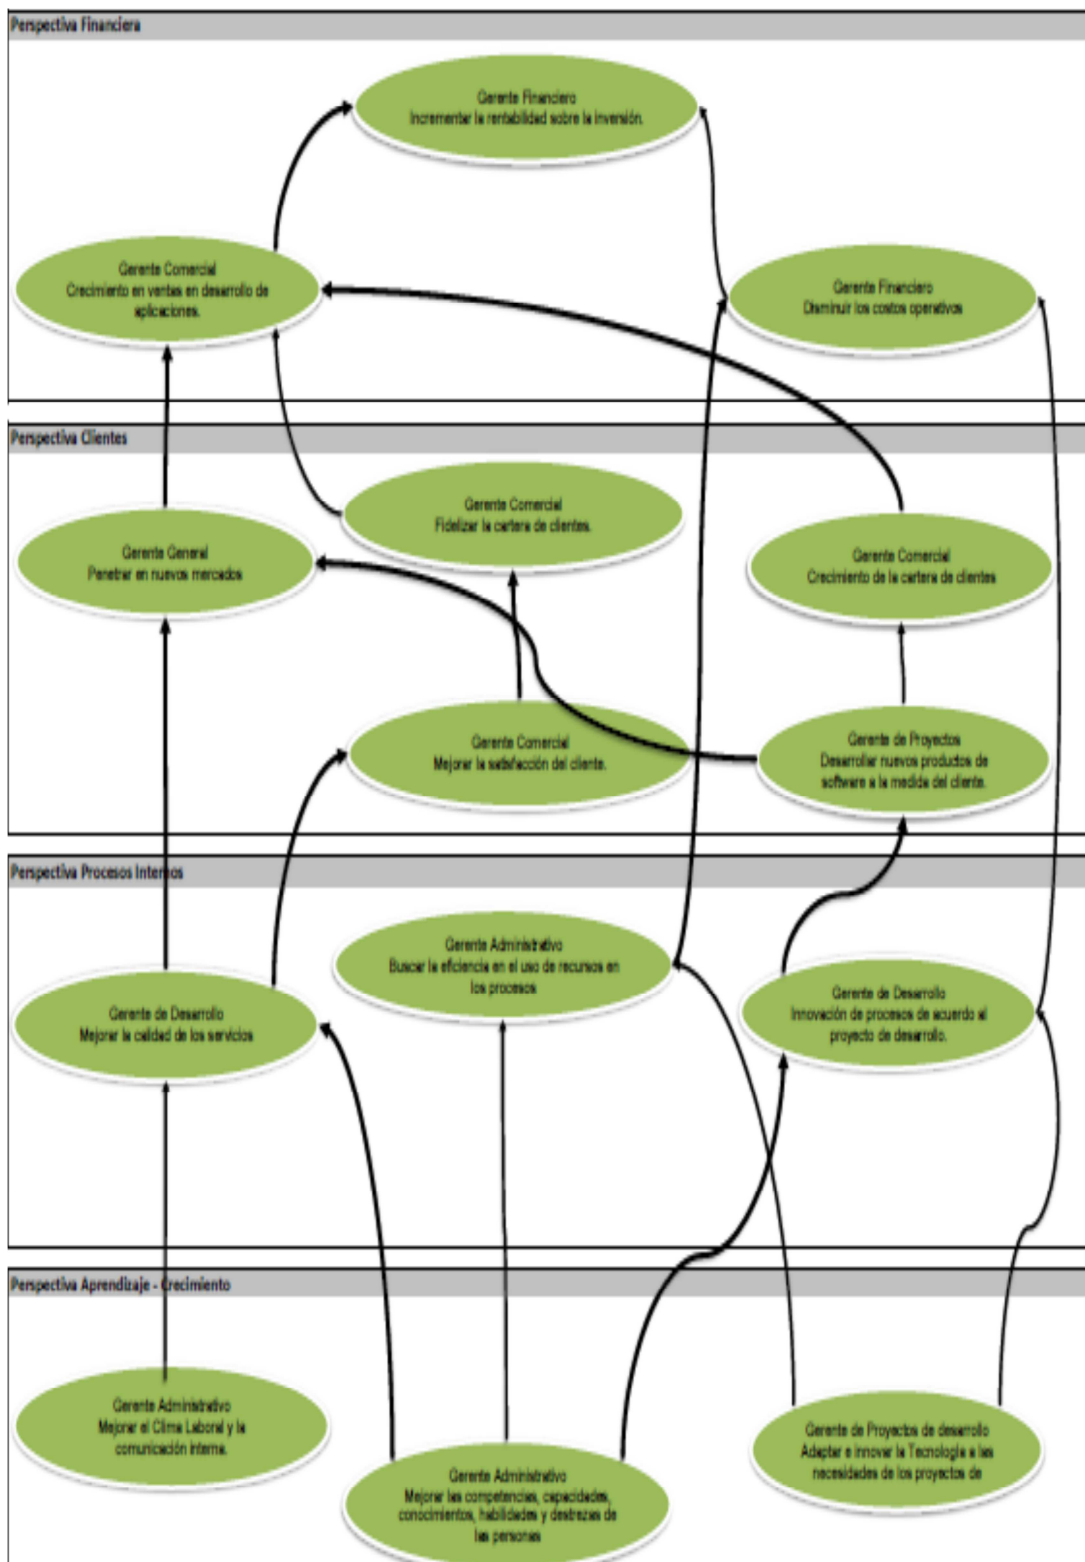 Perspectiva Financiera
Gerente Financiero
Incrementar la rentabilidad sobre la inversión.
Gerente Comercial
Crecimiento en ventas en desarrollo de
aplicaciones.
Gerente Financiero
Disminuir los costos operativos
Perspectiva Clientes
Gerente Comercial
Fidelizar la cartera de clientes.
Gerente General
Penetrar en nuevos mercados
Gerente Comercial
Crecimiento de la cartera de clientes
Gerente Comercial
Mejorar la satisfacción del cliente.
Gerente de Proyectos
Desarrollar nuevos productos de
software a la medida del cliente.
Perspectiva Procesos Internos
Gerente Administrativo
Buscar la eficiencia en el uso de recursos en
los procesos
Gerente de Desarrollo
Mejorar la calidad de los servicios
Gerente de Desarrollo
Innovación de procesos de acuerdo al
proyecto de desarrollo.
Perspectiva Aprendizaje - Crecimiento
Gerente Administrativo
Mejorar el Clima Laboral y la
comunicación interna.
Gerente Administrativo
Mejorar las competencias, capacidades,
conocimientos, habilidades y destrezas de
las personas
Gerente de Proyectos de desarrollo
Adaptar e innovar la Tecnología a las
necesidades de los proyectos de